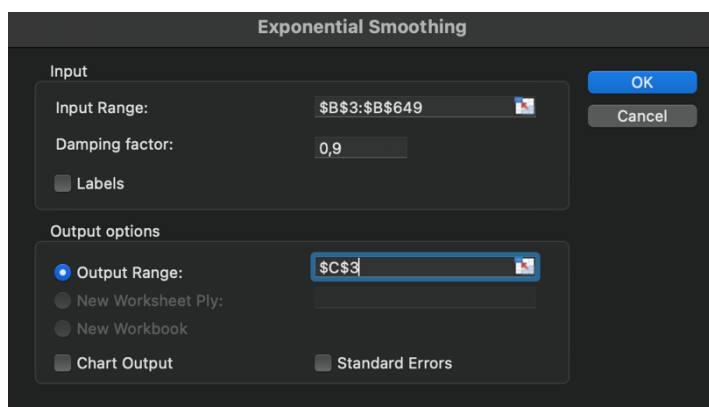 Exponential Smoothing
Input
OK
Input Range: $B$3:$B$649
Cancel
Damping factor: 0,9
Labels
Output options
Output Range: $C$3
New Worksheet Ply:
New Workbook
Chart Output Standard Errors